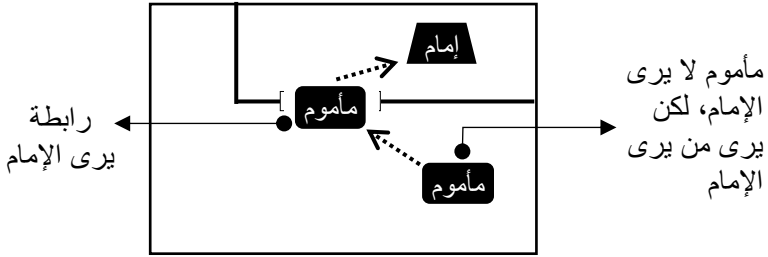 إمام
مأموم لا يرى
الإمام، لكن
يرى من يرى
الإمام
مأموم
رابطة
يرى الإمام
مأموم